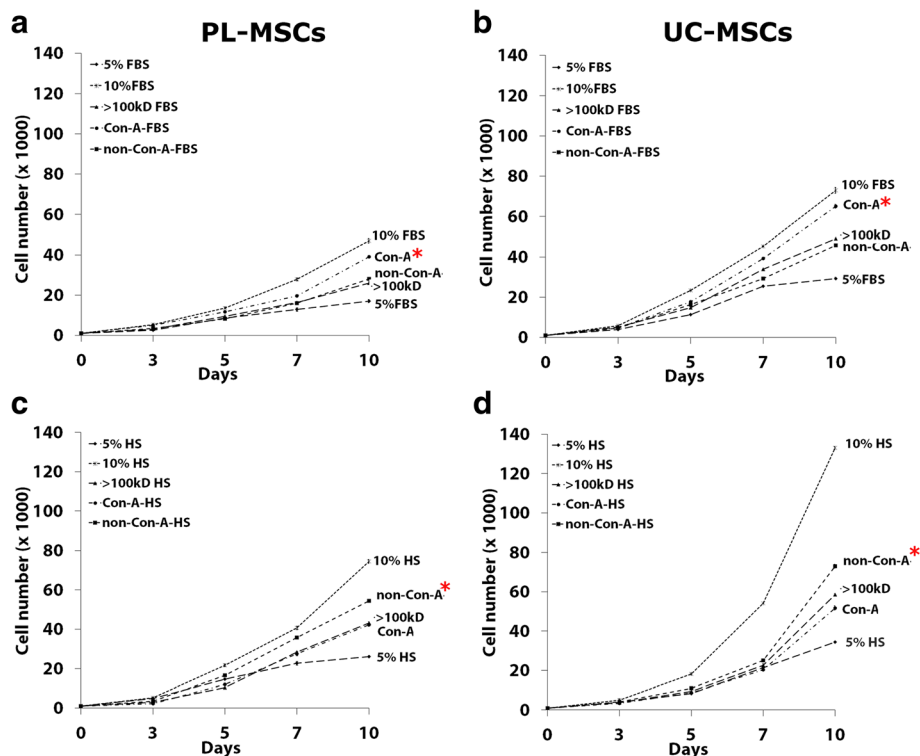 a
PL-MSCs
140
120
100
80
60
40
20
0
Cell number (x 1000)
5% FBS
10%FBS
>100kD FBS
Con-A-FBS
non-Con-A-FBS
10% FBS
Con-A*
non-Con-A
>100kD
5%FBS
0 3 5 7 10
Days
b
UC-MSCs
140
120
100
80
60
40
20
0
Cell number (x 1000)
5% FBS
10%FBS
>100kD FBS
Con-A-FBS
non-Con-A-FBS
10% FBS
Con-A*
>100kD
non-Con-A
5%FBS
0 3 5 7 10
Days
c
140
120
100
80
60
40
20
0
Cell number (x 1000)
5% HS
10% HS
>100kD HS
Con-A-HS
non-Con-A-HS
10% HS
non-Con-A*
>100kD
Con-A
5% HS
0 3 5 7 10
Days
d
140
120
100
80
60
40
20
0
Cell number (x 1000)
5% HS
10% HS
>100kD HS
Con-A-HS
non-Con-A-HS
10% HS
non-Con-A*
>100kD
Con-A
5% HS
0 3 5 7 10
Days